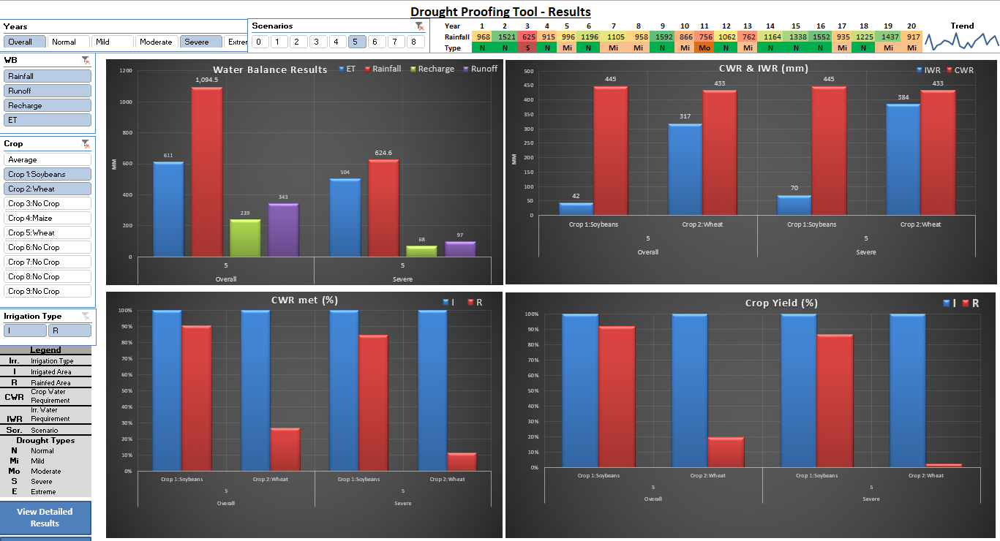 Drought Proofing Tool - Results
Years
Overall Normal Mild Moderate Severe Extrer
Scenarios
0 1 2 3 4 5 6 7 8
Year 1 2 3 4 5 6 7 8 9 10 11 12 13 14 15 16 17 18 19 20
Rainfall 968 1521 625 915 996 1196 1105 958 1592 866 756 1062 762 1164 1338 1552 935 1225 1437 917
Type N N S N Mi N Mi Mi N Mi Mo N Mi N N N Mi N Mi Mi
Trend
WB
Rainfall
Runoff
Recharge
ET
Crop
Average
Crop 1:Soybeans
Crop 2:Wheat
Crop 3:No Crop
Crop 4:Maize
Crop 5:Wheat
Crop 6:No Crop
Crop 7:No Crop
Crop 8:No Crop
Crop 9:No Crop
Irrigation Type
I R
Legend
Irr. Irrigation Type
I Irrigated Area
R Rainfed Area
CWR Crop Water Requirement
IWR Irr. Water Requirement
Scr. Scenario
Drought Types
N Normal
Mi Mild
Mo Moderate
S Severe
E Extreme
View Detailed
Results
Water Balance Results ET Rainfall Recharge Runoff
MM
1200
1000
800
600
400
200
0
611 1,094.5 239 343 504 624.6 68 97
5 5
Overall Severe
CWR & IWR (mm)
IWR CWR
MM
500
450
400
350
300
250
200
150
100
50
0
42 445 317 433 70 445 384 433
Crop 1:Soybeans Crop 2:Wheat Crop 1:Soybeans Crop 2:Wheat
5 5
Overall Severe
CWR met (%)
I R
100%
90%
80%
70%
60%
50%
40%
30%
20%
10%
0%
Crop 1:Soybeans Crop 2:Wheat Crop 1:Soybeans Crop 2:Wheat
5 5
Overall Severe
Crop Yield (%)
I R
100%
90%
80%
70%
60%
50%
40%
30%
20%
10%
0%
Crop 1:Soybeans Crop 2:Wheat Crop 1:Soybeans Crop 2:Wheat
5 5
Overall Severe